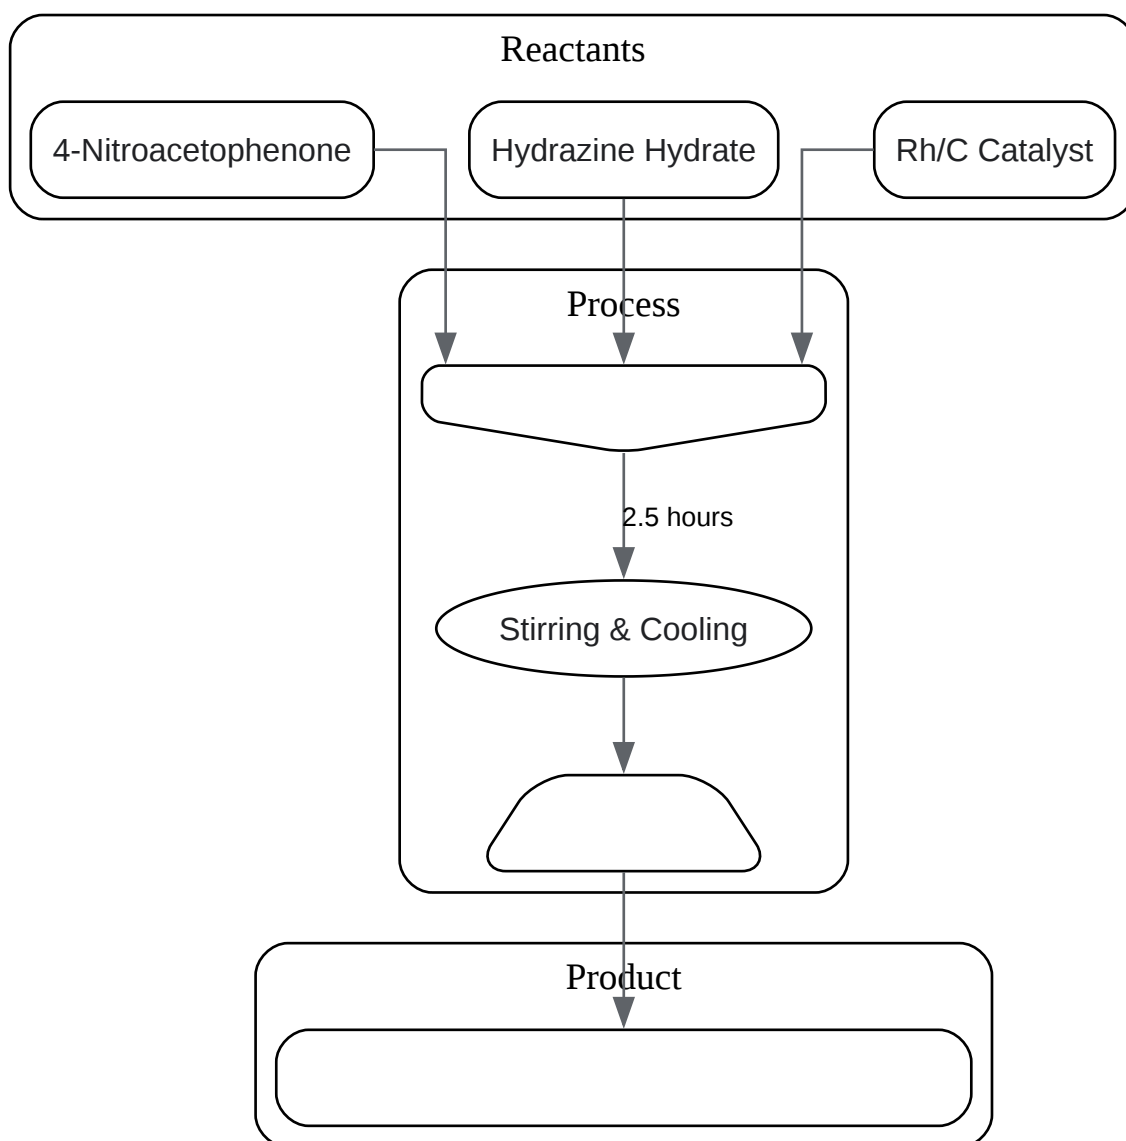 Reactants
4-Nitroacetophenone
Hydrazine Hydrate
Rh/C Catalyst
Process
2.5 hours
Stirring & Cooling
Product